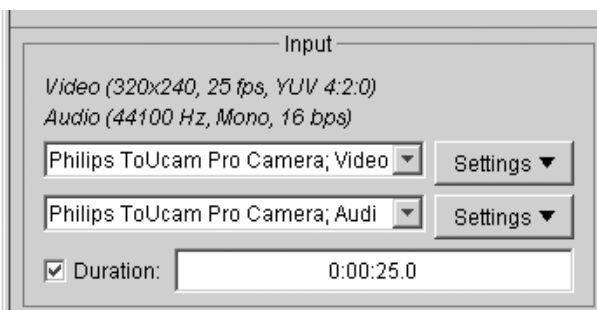 Input
Video (320x240, 25 fps, YUV 4:2:0)
Audio (44100 Hz, Mono, 16 bps)
Philips ToUcam Pro Camera; Video Settings
Philips ToUcam Pro Camera; Audi Settings
Duration: 0:00:25.0